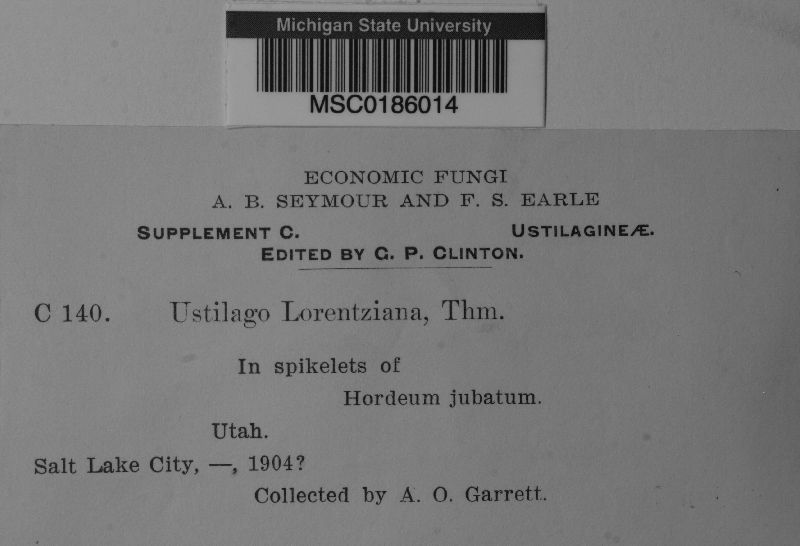 Michigan State University
MSC0186014
ECONOMIC FUNGI
A. B. SEYMOUR AND F. S. EARLE
SUPPLEMENT C. USTILAGINEÆ.
EDITED BY G. P. CLINTON.
C 140. Ustilago Lorentziana, Thm.
In spikelets of
Hordeum jubatum.
Utah.
Salt Lake City, —, 1904?
Collected by A. O. Garrett.